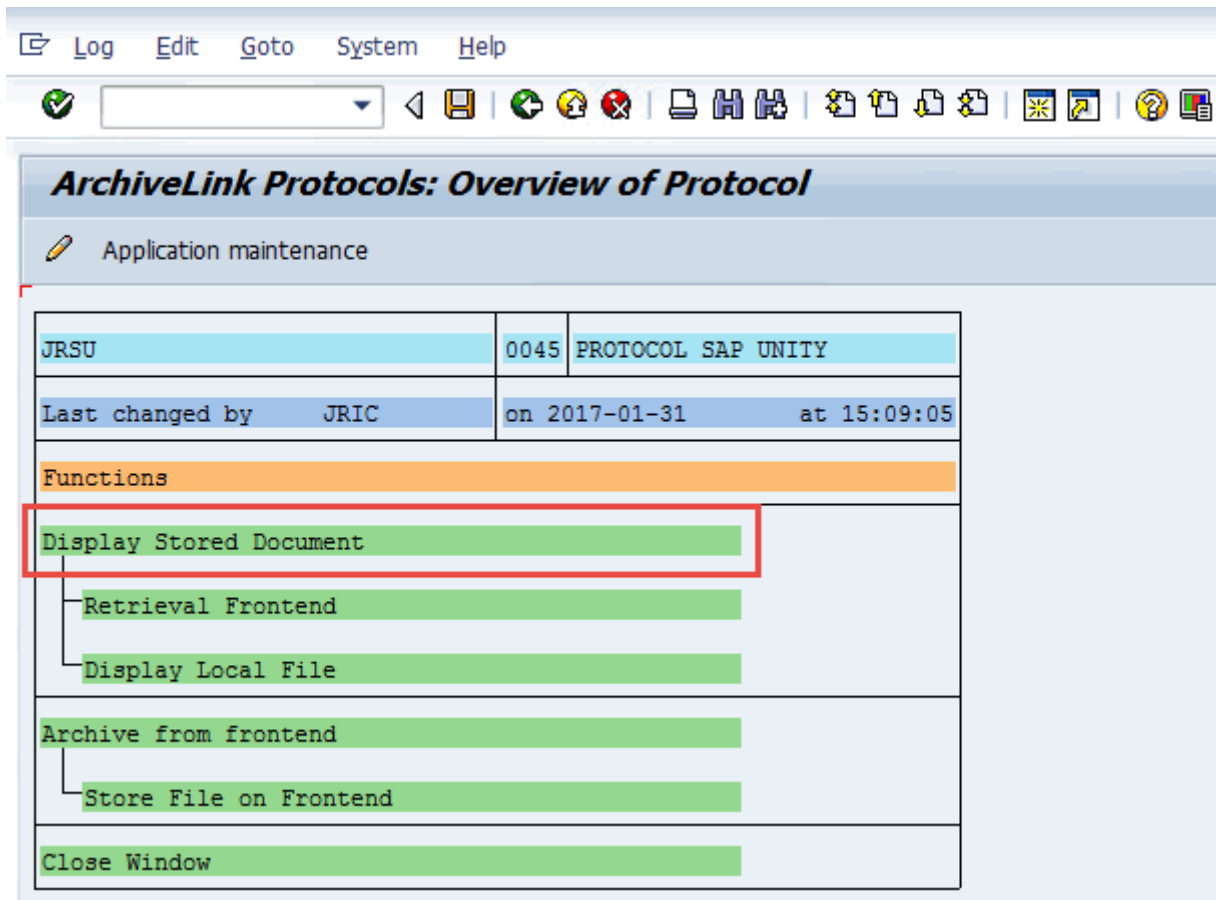 Log Edit Goto System Help
ArchiveLink Protocols: Overview of Protocol
Application maintenance
JRSU 0045 PROTOCOL SAP UNITY
Last changed by JRIC on 2017-01-31 at 15:09:05
Functions
Display Stored Document
Retrieval Frontend
Display Local File
Archive from frontend
Store File on Frontend
Close Window